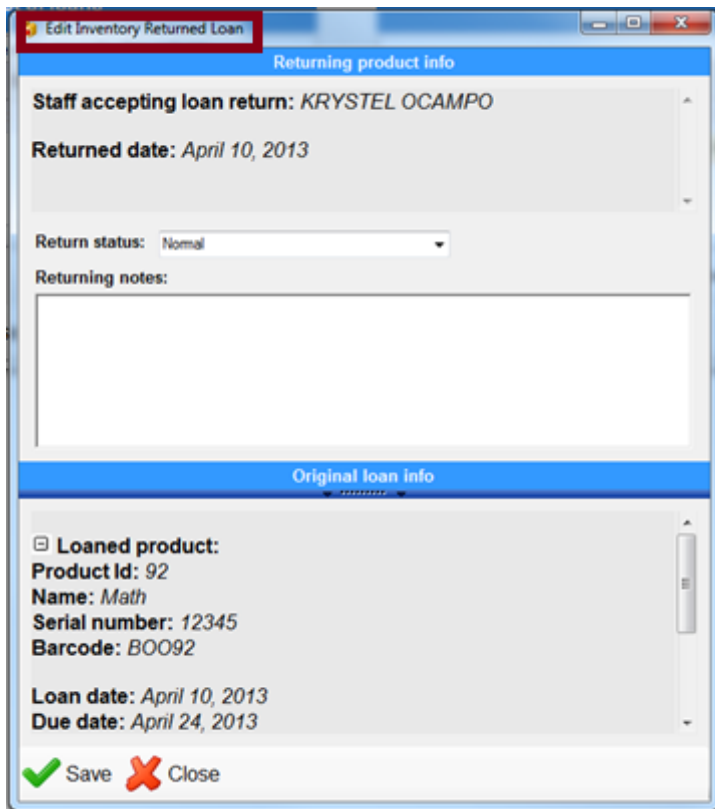 Edit Inventory Returned Loan
Returning product info
Staff accepting loan return: KRYSTEL OCAMPO
Returned date: April 10, 2013
Return status: Normal
Returning notes:
Original loan info
Loaned product:
Product Id: 92
Name: Math
Serial number: 12345
Barcode: BOO92
Loan date: April 10, 2013
Due date: April 24, 2013
Save Close